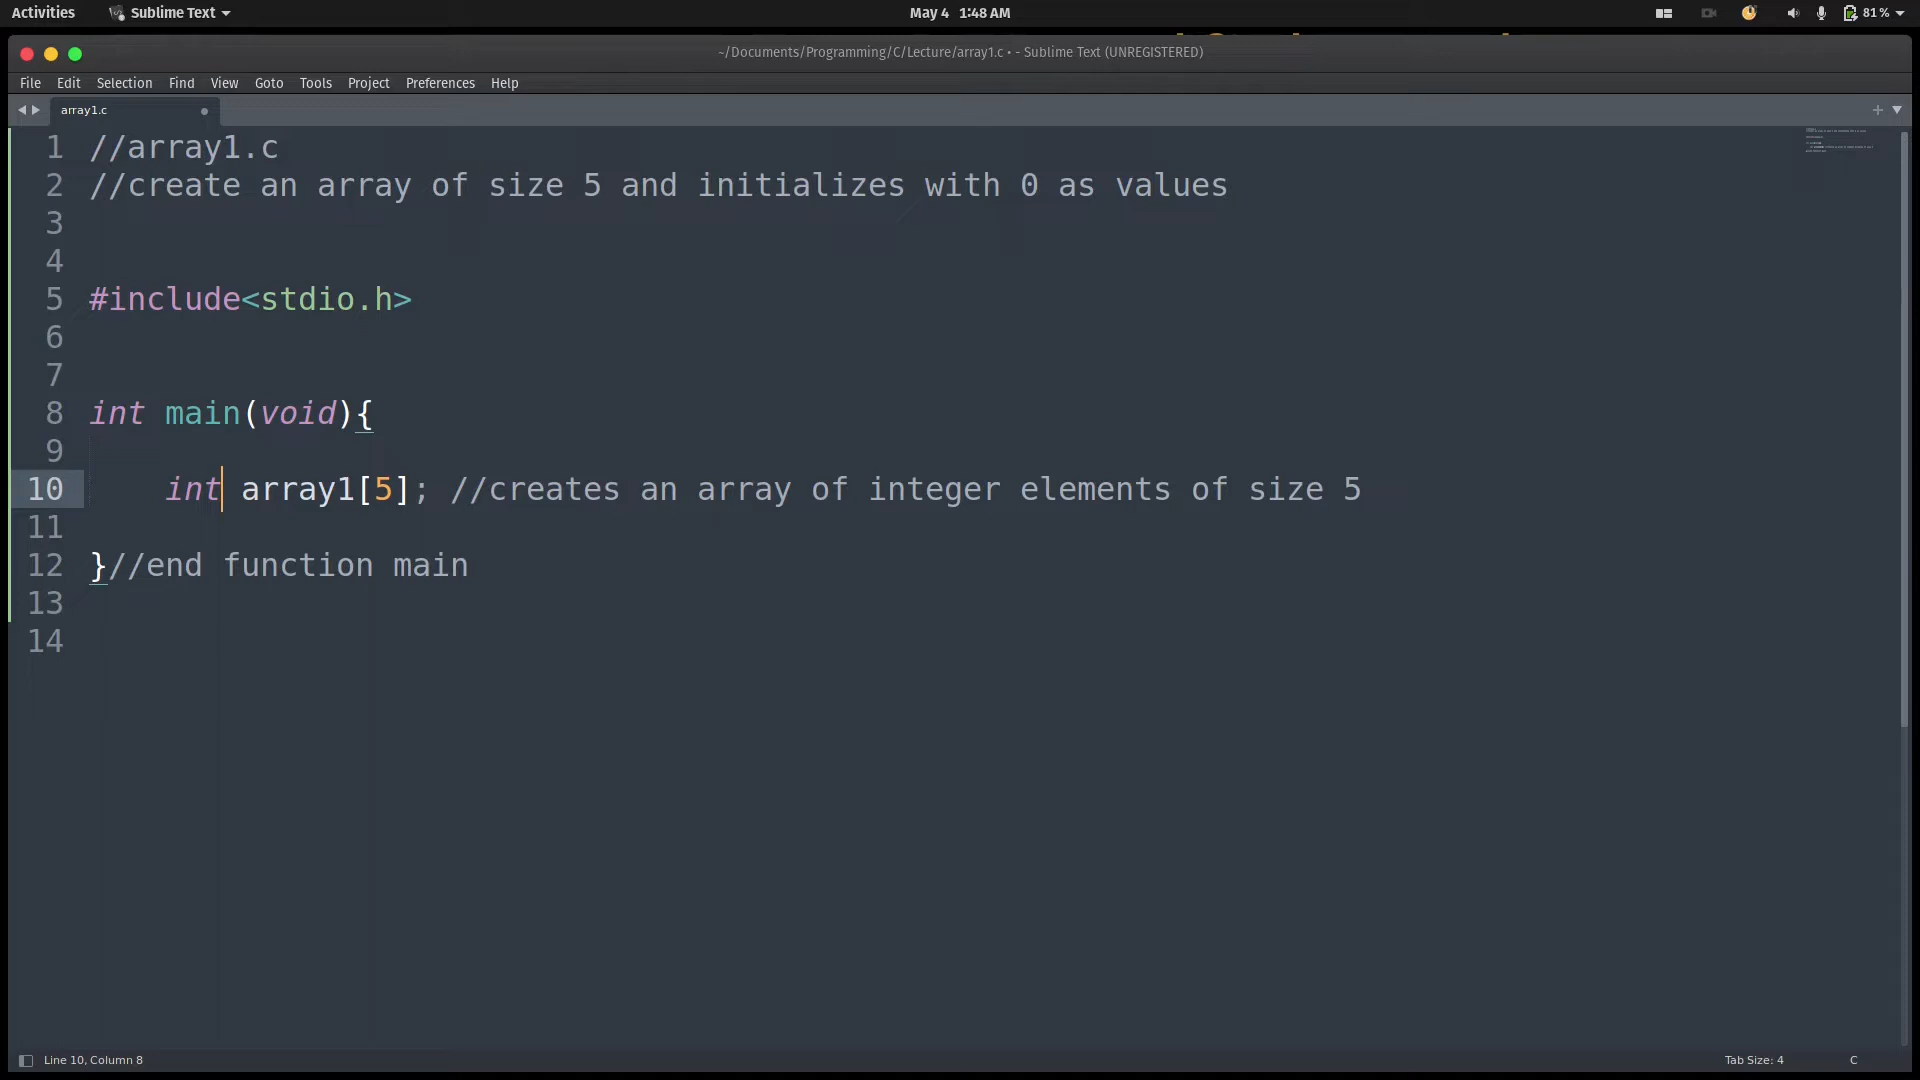 Activities Sublime Text May 4 1:48 AM 81 %
~/Documents/Programming/C/Lecture/array1.c • - Sublime Text (UNREGISTERED)
File Edit Selection Find View Goto Tools Project Preferences Help
array1.c
1 //array1.c
2 //create an array of size 5 and initializes with 0 as values
3
4
5 #include<stdio.h>
6
7
8 int main(void){
9
10 int array1[5]; //creates an array of integer elements of size 5
11
12 }//end function main
13
14
Line 10, Column 8 Tab Size: 4 C